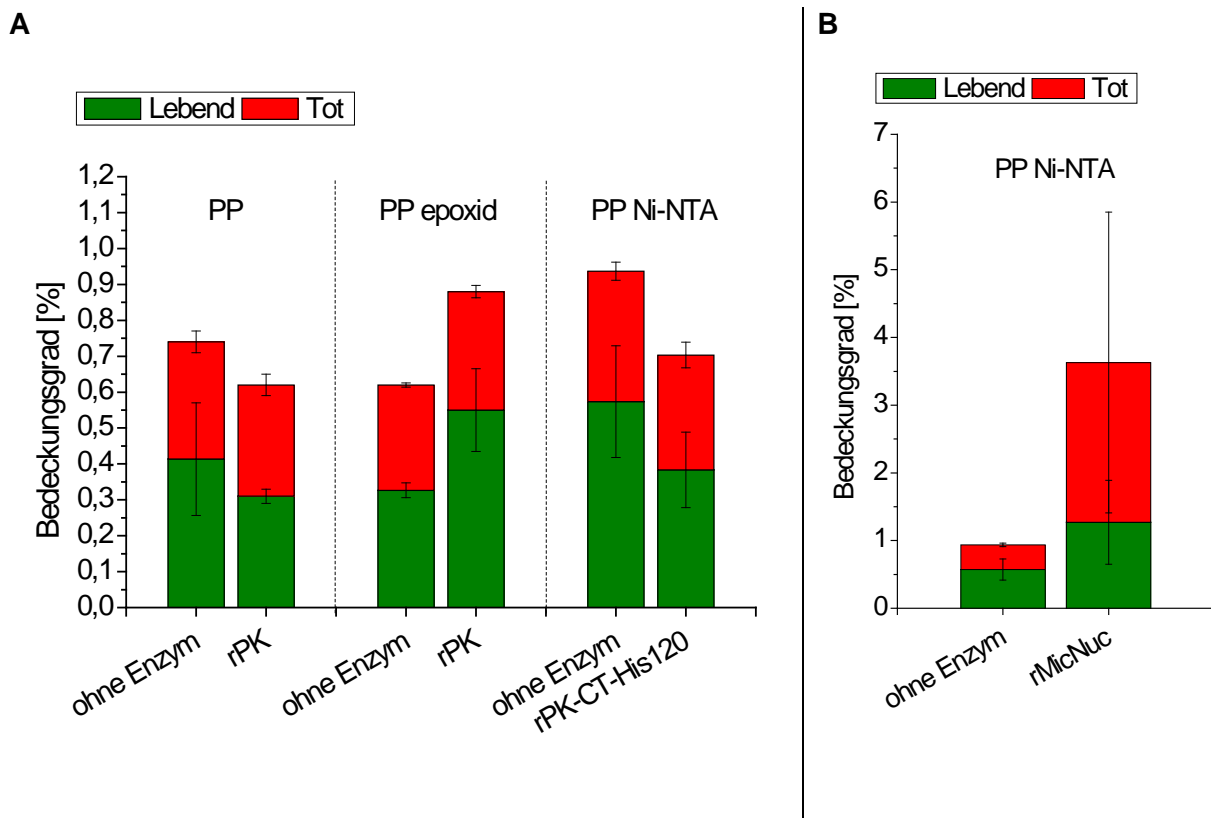 A
Lebend Tot
Bedeckungsgrad [%]
1,2
1,1
1,0
0,9
0,8
0,7
0,6
0,5
0,4
0,3
0,2
0,1
0,0
PP PP epoxid PP Ni-NTA
ohne Enzym rPK ohne Enzym rPK ohne Enzym rPK-CT-His120
B
Lebend Tot
Bedeckungsgrad [%]
7
6
5
4
3
2
1
0
PP Ni-NTA
ohne Enzym rMicNuc